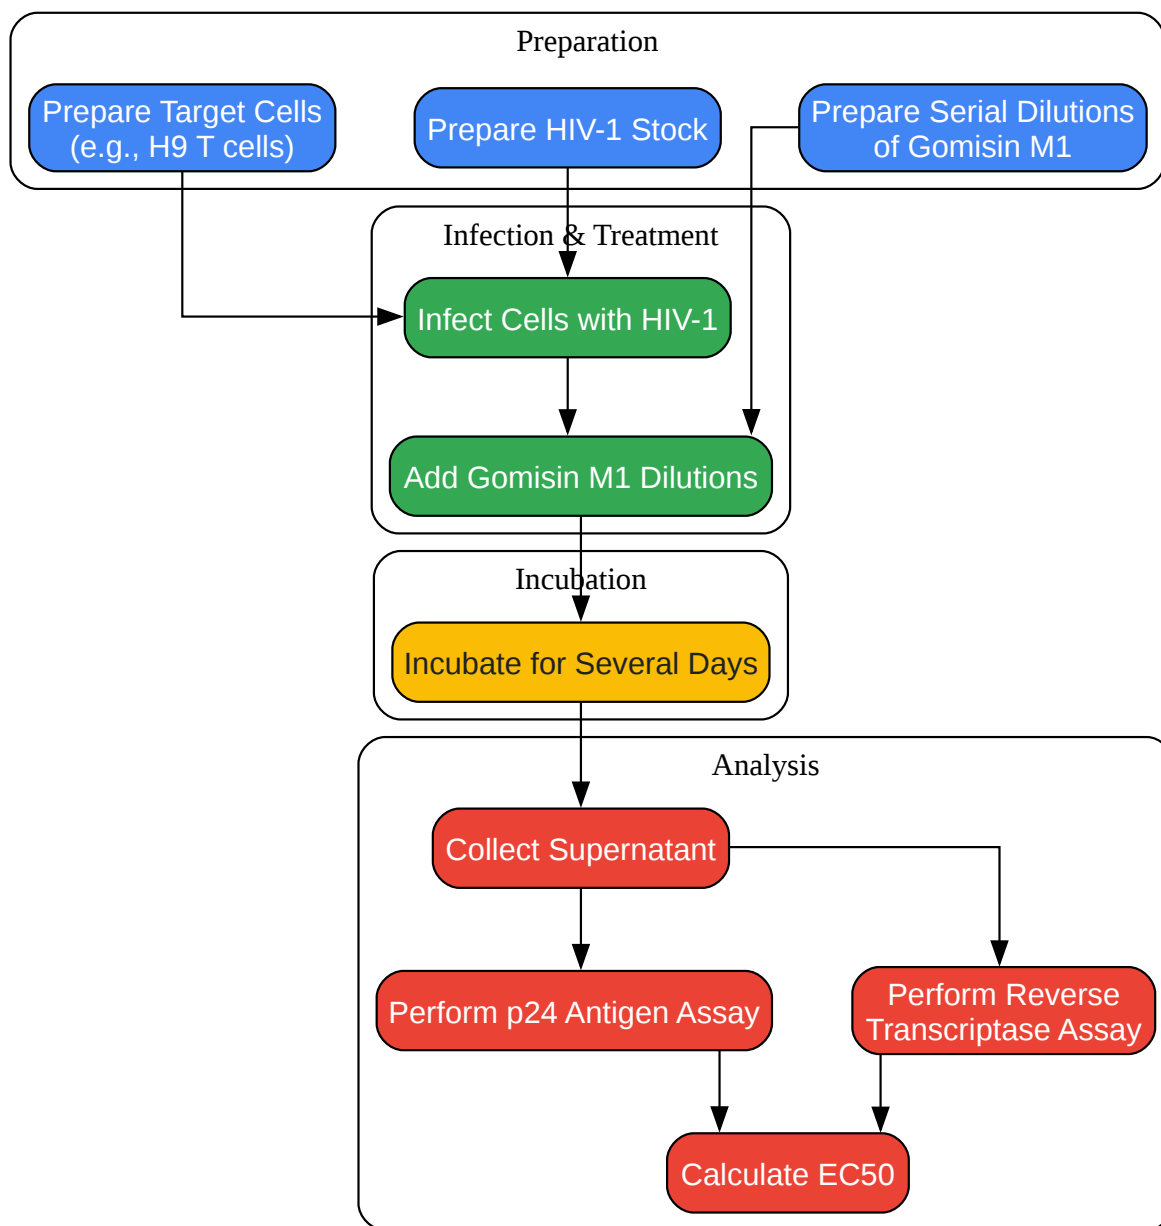 Preparation
Prepare Target Cells
(e.g., H9 T cells)
Prepare HIV-1 Stock
Prepare Serial Dilutions
of Gomisin M1
Infection & Treatment
Infect Cells with HIV-1
Add Gomisin M1 Dilutions
Incubation
Incubate for Several Days
Analysis
Collect Supernatant
Perform p24 Antigen Assay
Perform Reverse
Transcriptase Assay
Calculate EC50